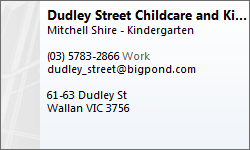 Dudley Street Childcare and Ki...
Mitchell Shire - Kindergarten
(03) 5783-2866 Work
dudley_street@bigpond.com
61-63 Dudley St
Wallan VIC 3756